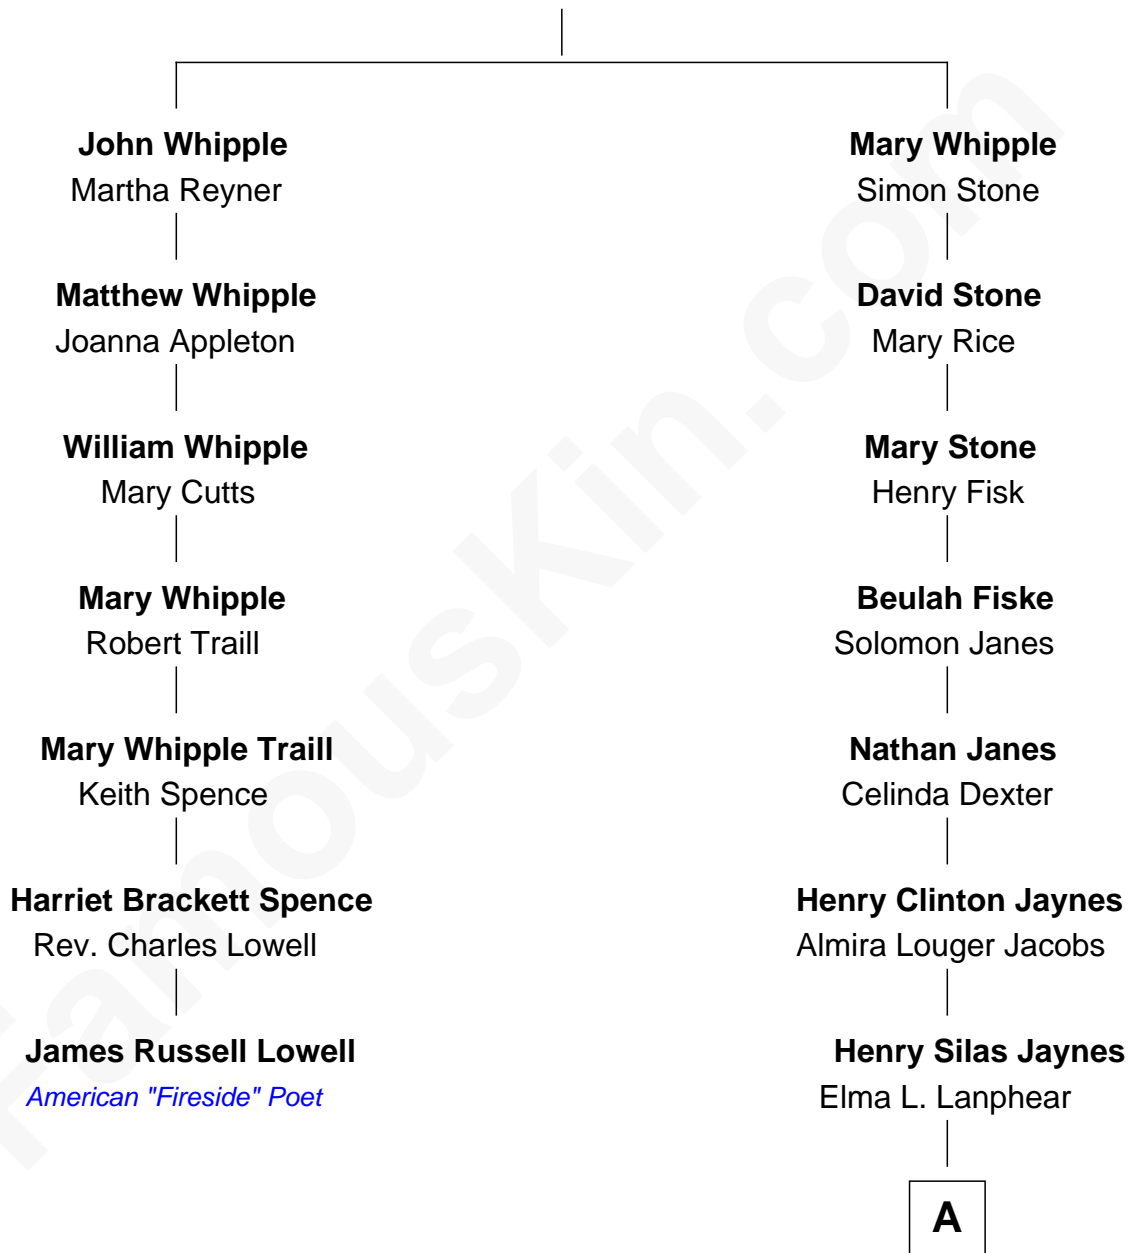 John Whipple
Martha Reyner
Matthew Whipple
Joanna Appleton
William Whipple
Mary Cutts
Mary Whipple
Robert Traill
Mary Whipple Traill
Keith Spence
Harriet Brackett Spence
Rev. Charles Lowell
James Russell Lowell
American "Fireside" Poet
Mary Whipple
Simon Stone
David Stone
Mary Rice
Mary Stone
Henry Fisk
Beulah Fiske
Solomon Janes
Nathan Janes
Celinda Dexter
Henry Clinton Jaynes
Almira Louger Jacobs
Henry Silas Jaynes
Elma L. Lanphear
A
FamousKin.com